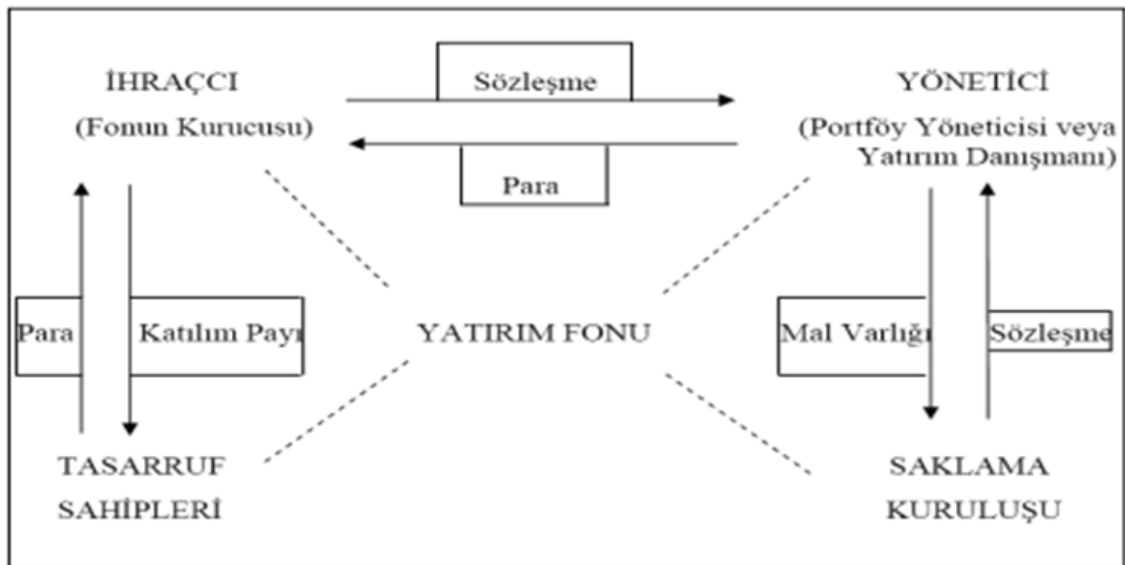 İHRAÇCI
(Fonun Kurucusu)
Sözleşme
Para
YÖNETİCİ
(Portföy Yöneticisi veya
Yatırım Danışmanı)
Para
Katılım Payı
YATIRIM FONU
Mal Varlığı
Sözleşme
TASARRUF
SAHİPLERİ
SAKLAMA
KURULUŞU